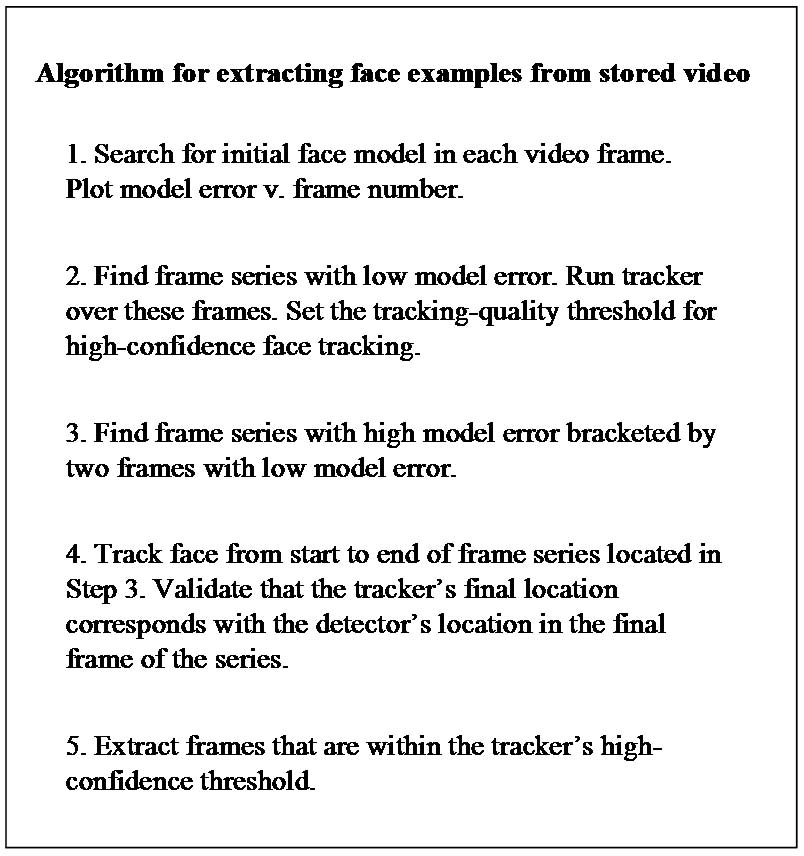 Algorithm for extracting face examples from stored video
1. Search for initial face model in each video frame.
Plot model error v. frame number.
2. Find frame series with low model error. Run tracker
over these frames. Set the tracking-quality threshold for
high-confidence face tracking.
3. Find frame series with high model error bracketed by
two frames with low model error.
4. Track face from start to end of frame series located in
Step 3. Validate that the tracker’s final location
corresponds with the detector’s location in the final
frame of the series.
5. Extract frames that are within the tracker’s high-
confidence threshold.